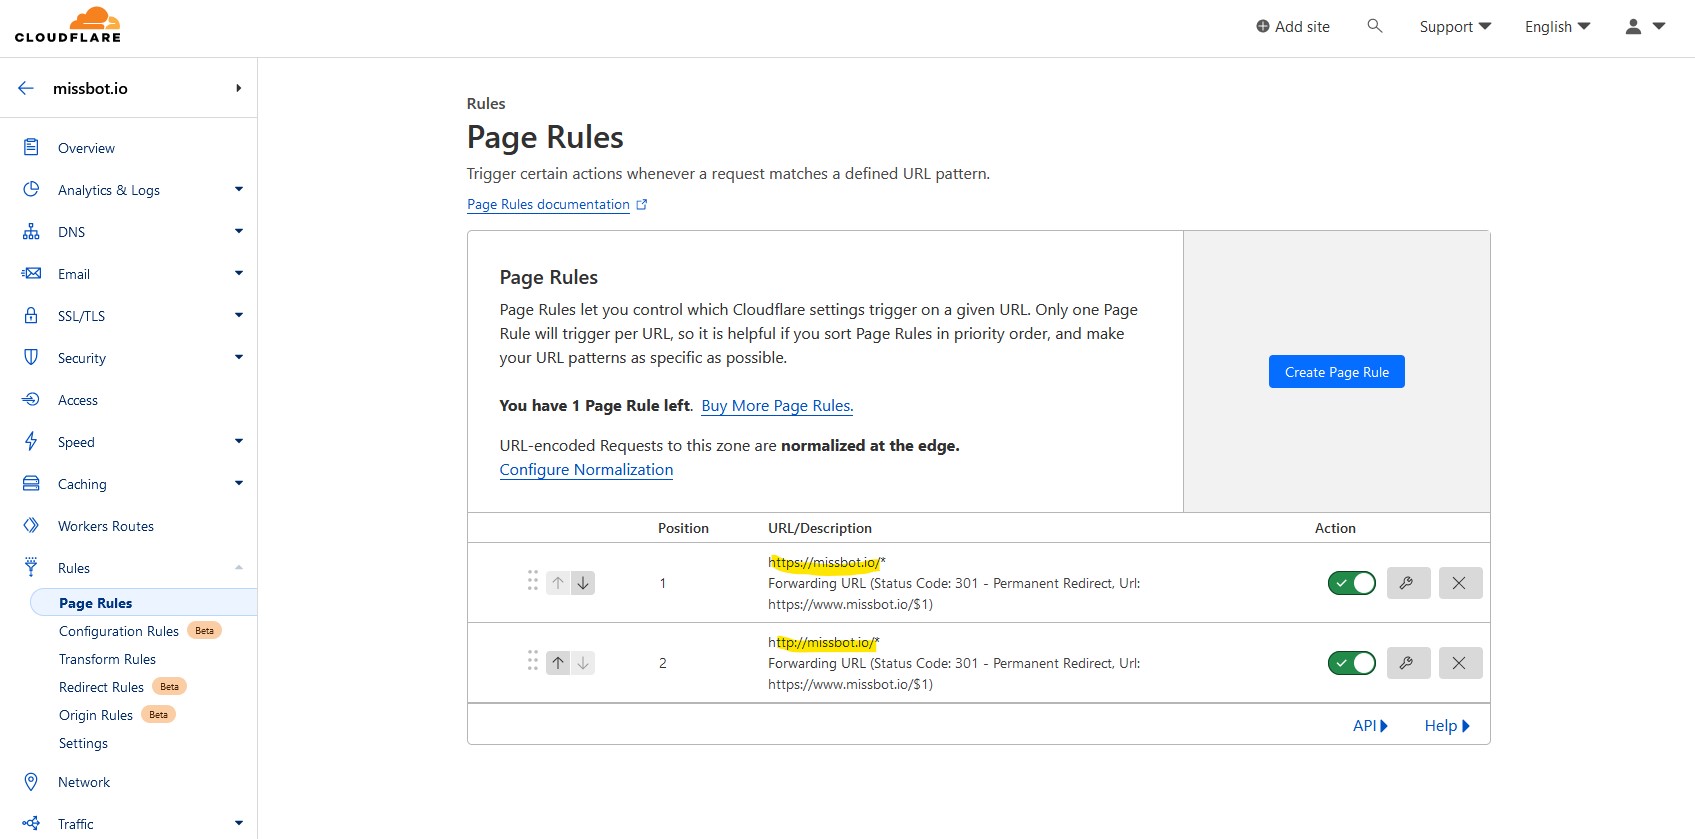 CLOUDFLARE
Add site
Support
English
missbot.io
Overview
Analytics & Logs
DNS
Email
SSL/TLS
Security
Access
Speed
Caching
Workers Routes
Rules
Page Rules
Configuration Rules Beta
Transform Rules
Redirect Rules Beta
Origin Rules Beta
Settings
Network
Traffic
Rules
Page Rules
Trigger certain actions whenever a request matches a defined URL pattern.
Page Rules documentation
Page Rules
Page Rules let you control which Cloudflare settings trigger on a given URL. Only one Page
Rule will trigger per URL, so it is helpful if you sort Page Rules in priority order, and make
your URL patterns as specific as possible.
You have 1 Page Rule left. Buy More Page Rules.
URL-encoded Requests to this zone are normalized at the edge.
Configure Normalization
Create Page Rule
Position URL/Description Action
1 https://missbot.io/*
Forwarding URL (Status Code: 301 - Permanent Redirect, Url:
https://www.missbot.io/$1)
2 http://missbot.io/*
Forwarding URL (Status Code: 301 - Permanent Redirect, Url:
https://www.missbot.io/$1)
API Help